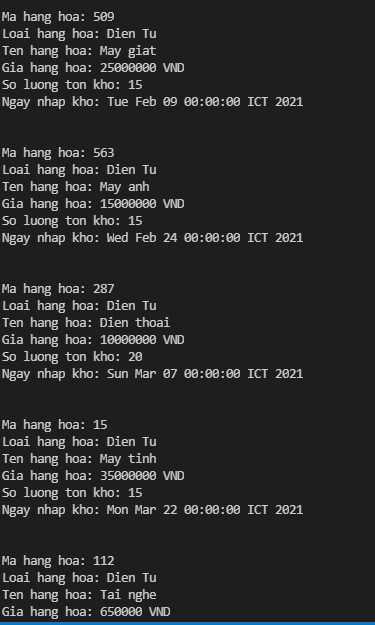 Ma hang hoa: 509
Loai hang hoa: Dien Tu
Ten hang hoa: May giat
Gia hang hoa: 25000000 VND
So luong ton kho: 15
Ngay nhap kho: Tue Feb 09 00:00:00 ICT 2021
Ma hang hoa: 563
Loai hang hoa: Dien Tu
Ten hang hoa: May anh
Gia hang hoa: 15000000 VND
So luong ton kho: 15
Ngay nhap kho: Wed Feb 24 00:00:00 ICT 2021
Ma hang hoa: 287
Loai hang hoa: Dien Tu
Ten hang hoa: Dien thoai
Gia hang hoa: 10000000 VND
So luong ton kho: 20
Ngay nhap kho: Sun Mar 07 00:00:00 ICT 2021
Ma hang hoa: 15
Loai hang hoa: Dien Tu
Ten hang hoa: May tinh
Gia hang hoa: 35000000 VND
So luong ton kho: 15
Ngay nhap kho: Mon Mar 22 00:00:00 ICT 2021
Ma hang hoa: 112
Loai hang hoa: Dien Tu
Ten hang hoa: Tai nghe
Gia hang hoa: 650000 VND